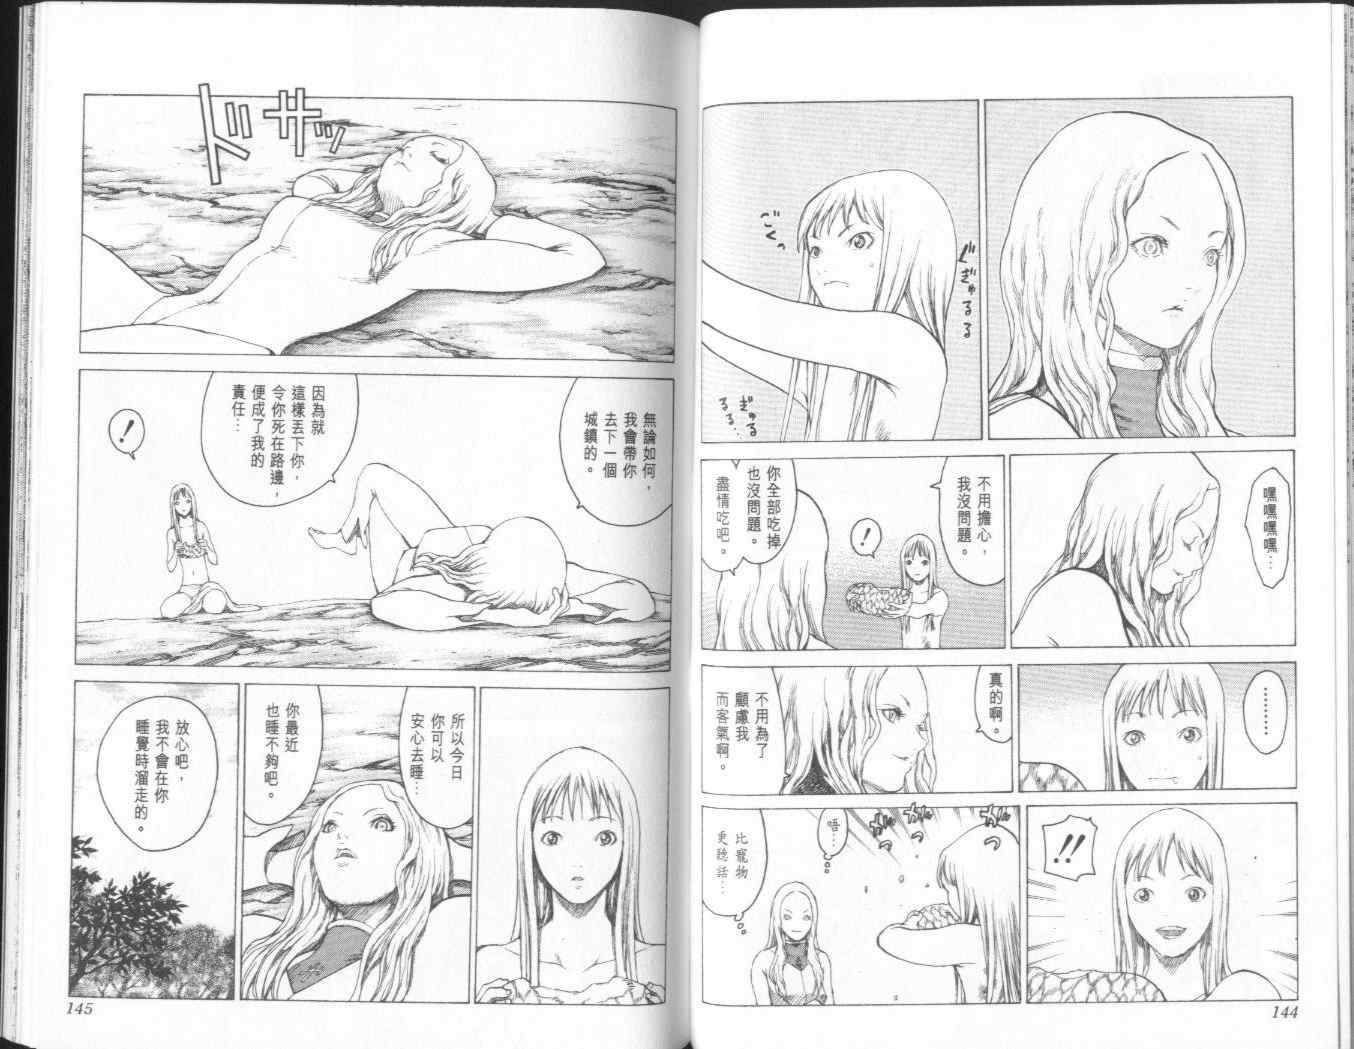 ぎゅるる
ごくっ
ぎゅるる…
嘿嘿嘿嘿…
不用擔心，
我沒問題。
！
你全部吃掉
也沒問題。
盡情吃吧。
………
真的啊。
不用為了
顧慮我
而客氣啊。
!!
ガッ
ガッ
ガッ
唔…
比寵物
更聽話…
144
ドサッ
無論如何，
我會帶你
去下一個
城鎮的。
因為就
這樣丟下你，
令你死在路邊，
便成了我的
責任…
！
所以今日
你可以
安心去睡…
你最近
也睡不夠吧。
放心吧，
我不會在你
睡覺時溜走的。
145